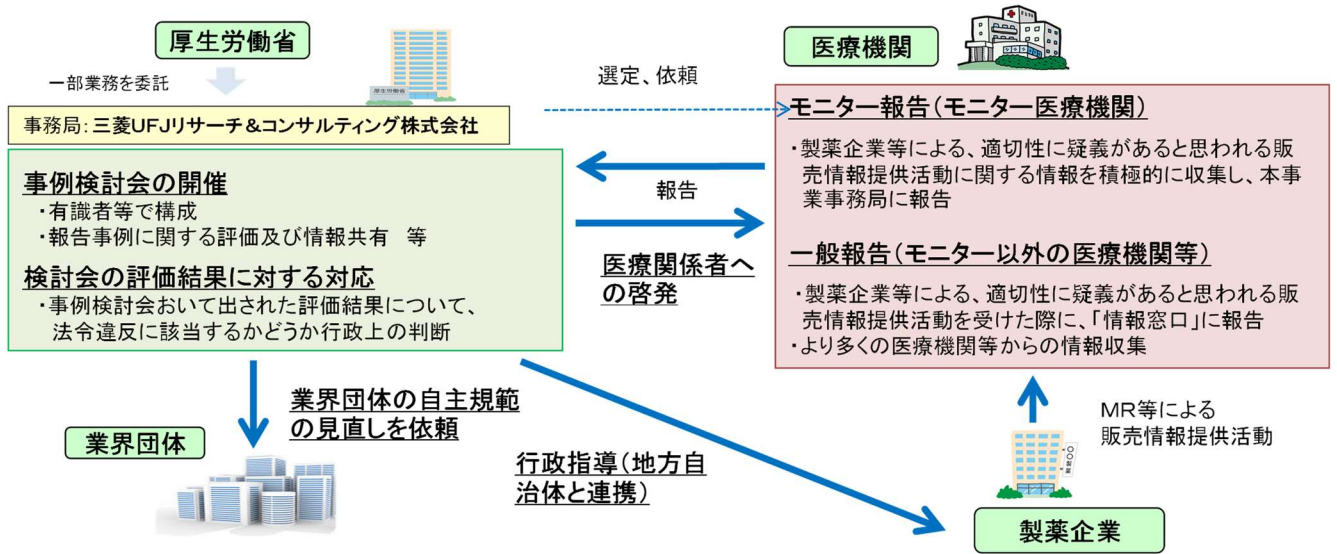 厚生労働省
一部業務を委託
厚生労働省
事務局：三菱UFJリサーチ＆コンサルティング株式会社
事例検討会の開催
・有識者等で構成
・報告事例に関する評価及び情報共有　等
検討会の評価結果に対する対応
・事例検討会おいて出された評価結果について、
法令違反に該当するかどうか行政上の判断
選定、依頼
報告
医療関係者へ
の啓発
医療機関
モニター報告（モニター医療機関）
・製薬企業等による、適切性に疑義があると思われる販
売情報提供活動に関する情報を積極的に収集し、本事
業事務局に報告
一般報告（モニター以外の医療機関等）
・製薬企業等による、適切性に疑義があると思われる販
売情報提供活動を受けた際に、「情報窓口」に報告
・より多くの医療機関等からの情報収集
業界団体の自主規範
の見直しを依頼
業界団体
行政指導（地方自
治体と連携）
MR等による
販売情報提供活動
製薬〇〇
製薬企業